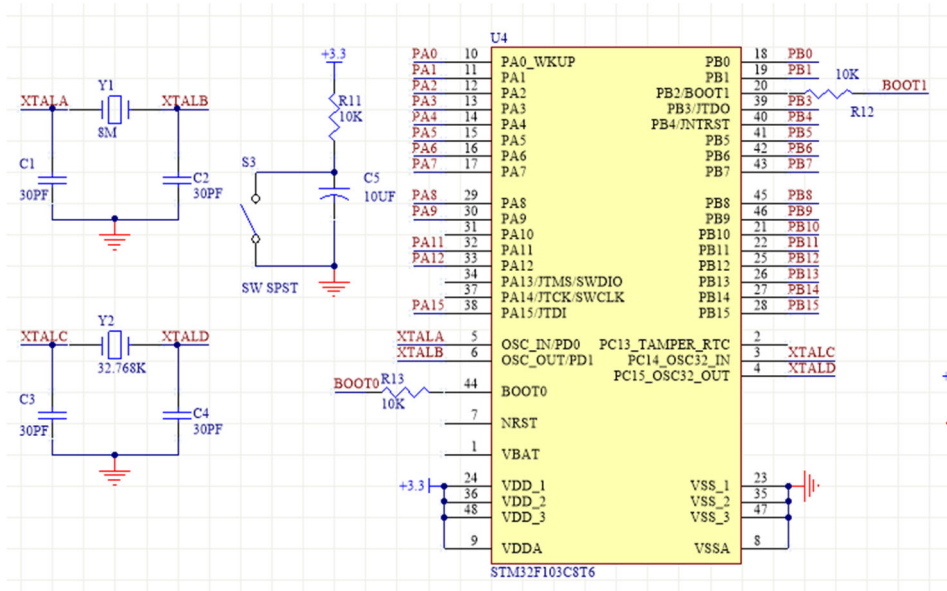 U4
+3.3
Y1
XTALA
XTALB
8M
C1
30PF
C2
30PF
R11
10K
S3
C5
10UF
SW SPST
Y2
XTALC
XTALD
32.768K
C3
30PF
C4
30PF
PA0 10 PA0_WKUP
PA1 11 PA1
PA2 12 PA2
PA3 13 PA3
PA4 14 PA4
PA5 15 PA5
PA6 16 PA6
PA7 17 PA7
PA8 29 PA8
PA9 30 PA9
31 PA10
PA11 32 PA11
PA12 33 PA12
34 PA13/JTMS/SWDIO
37 PA14/JTCK/SWCLK
PA15 38 PA15/JTDI
XTALA 5 OSC_IN/PD0
XTALB 6 OSC_OUT/PD1
BOOT0 R13 10K 44 BOOT0
7 NRST
1 VBAT
+3.3 24 VDD_1
36 VDD_2
48 VDD_3
9 VDDA
PB0 18 PB0
PB1 19 PB1
PB2/BOOT1 20 10K R12 BOOT1
PB3/JTDO 39 PB3
PB4/JNTRST 40 PB4
PB5 41 PB5
PB6 42 PB6
PB7 43 PB7
PB8 45 PB8
PB9 46 PB9
PB10 21 PB10
PB11 22 PB11
PB12 25 PB12
PB13 26 PB13
PB14 27 PB14
PB15 28 PB15
PC13_TAMPER_RTC 2
PC14_OSC32_IN 3 XTALC
PC15_OSC32_OUT 4 XTALD
VSS_1 23
VSS_2 35
VSS_3 47
VSSA 8
STM32F103C8T6